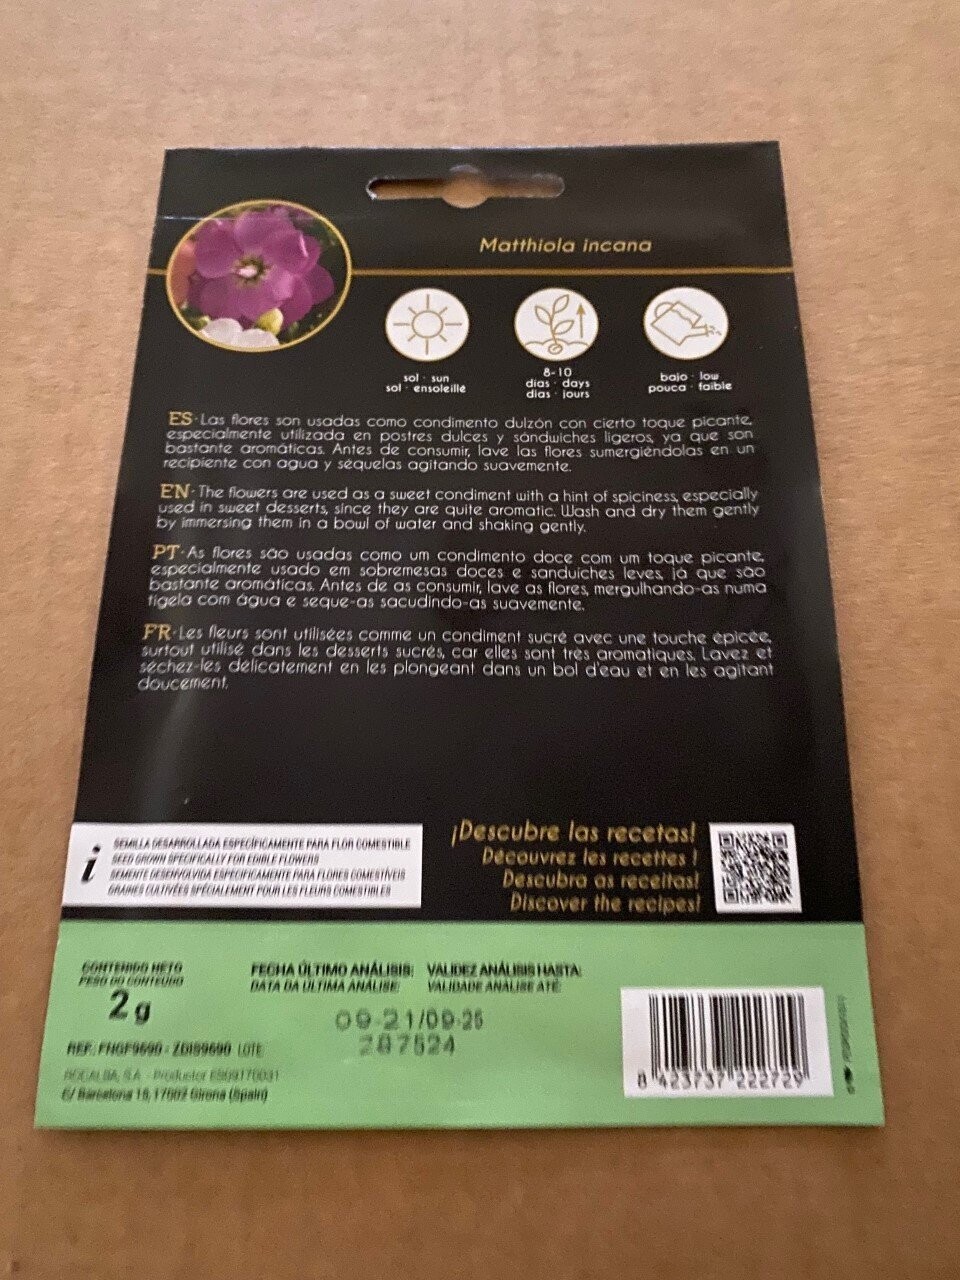 Matthiola incana
sol · sun
sol · ensoleillé
8-10
días · days
dias · jours
bajo · low
pouca · faible
ES·Las flores son usadas como condimento dulzón con cierto toque picante,
especialmente utilizada en postres dulces y sándwiches ligeros, ya que son
bastante aromáticas. Antes de consumir, lave las flores sumergiéndolas en un
recipiente con agua y séquelas agitando suavemente.
EN·The flowers are used as a sweet condiment with a hint of spiciness, especially
used in sweet desserts, since they are quite aromatic. Wash and dry them gently
by immersing them in a bowl of water and shaking gently.
PT·As flores são usadas como um condimento doce com um toque picante,
especialmente usado em sobremesas doces e sanduíches leves, já que são
bastante aromáticas. Antes de as consumir, lave as flores, mergulhando-as numa
tigela com água e seque-as sacudindo-as suavemente.
FR·Les fleurs sont utilisées comme un condiment sucré avec une touche épicée,
surtout utilisé dans les desserts sucrés, car elles sont très aromatiques. Lavez et
séchez-les délicatement en les plongeant dans un bol d'eau et en les agitant
doucement.
i
SEMILLA DESARROLLADA ESPECÍFICAMENTE PARA FLOR COMESTIBLE
SEED GROWN SPECIFICALLY FOR EDIBLE FLOWERS
SEMENTE DESENVOLVIDA ESPECIFICAMENTE PARA FLORES COMESTÍVEIS
GRAINES CULTIVÉES SPÉCIALEMENT POUR LES FLEURS COMESTIBLES
¡Descubre las recetas!
Découvrez les recettes !
Descubra as receitas!
Discover the recipes!
CONTENIDO NETO
PESO DO CONTEÚDO
2 g
FECHA ÚLTIMO ANÁLISIS: VALIDEZ ANÁLISIS HASTA:
DATA DA ÚLTIMA ANÁLISE: VALIDADE ANÁLISE ATÉ:
09-21/09-25
287524
REF.: FNGF9690 - ZDIS9690 LOTE
ROCALBA, S.A. - Productor ES09170031
C/ Barcelona 15, 17002 Girona (Spain)
8 423737 222729